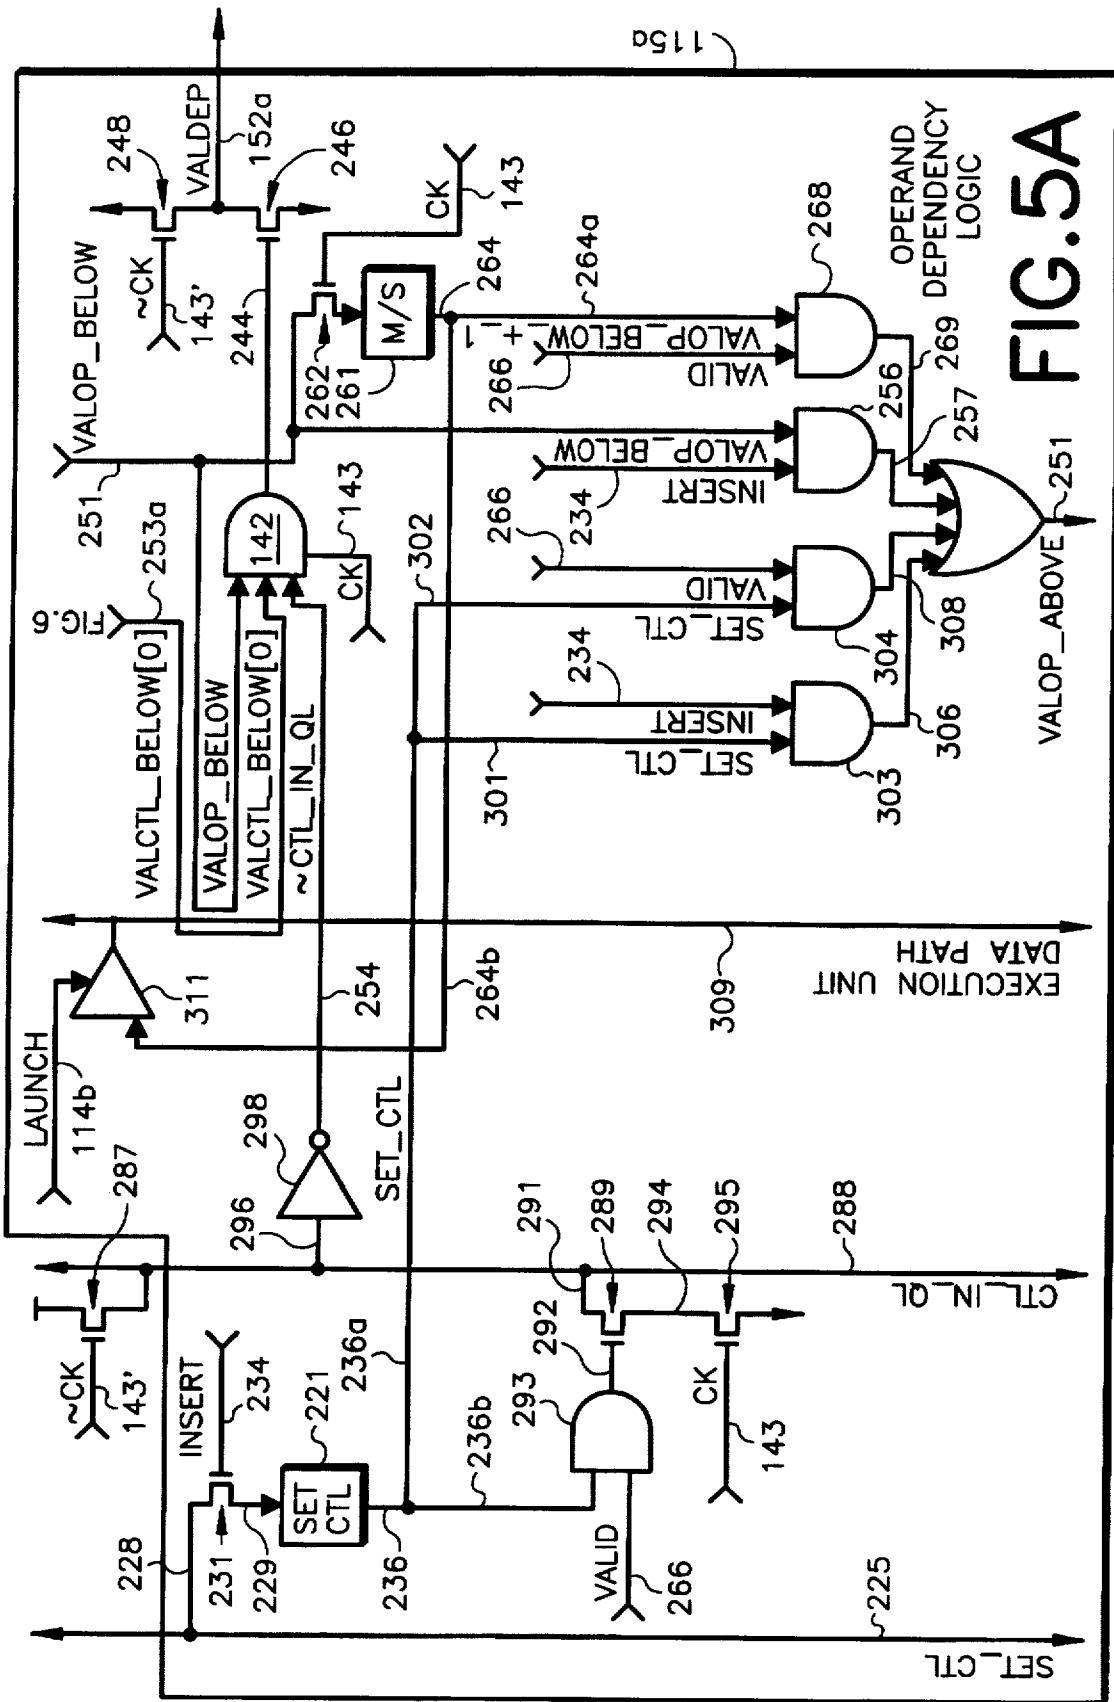 115a
248
VALDEP
152a
246
~CK
143'
VALOP_BELOW
244
CK
143
M/S
262
261
264
264a
251
253a
FIG.6
142
VALCTL_BELOW[0]
VALOP_BELOW
VALCTL_BELOW[0]
~CTL_IN_QL
CK
143
302
266
VALID
VALOP_BELOW_+_1
268
OPERAND
DEPENDENCY
LOGIC
234
INSERT
VALOP_BELOW
256
257
269
266
VALID
SET_CTL
304
308
234
INSERT
SET_CTL
301
303
306
VALOP_ABOVE
251
FIG.5A
LAUNCH
114b
311
254
264b
309
EXECUTION UNIT
DATA PATH
287
~CK
143'
296
298
SET_CTL
291
289
294
295
288
CTL_IN_QL
INSERT
234
236a
292
293
CK
143
228
231
229
221
SET
CTL
236
236b
VALID
266
225
SET_CTL